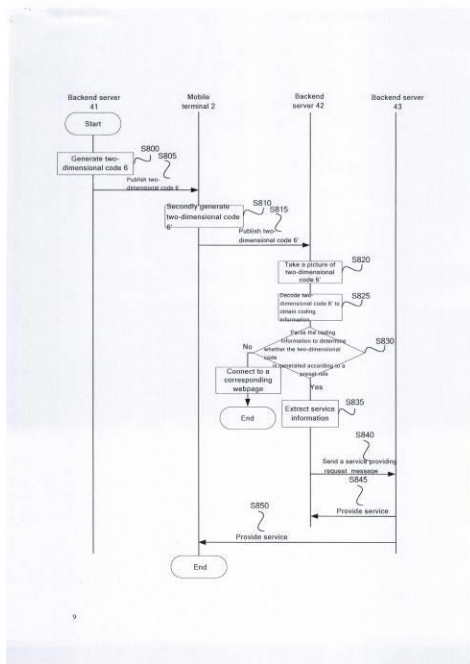 Backend server
41
Mobile
terminal 2
Backend
server 42
Backend server
43
Start
Generate two-
dimensional code 6
S800
S805
Publish two-
dimensional code 6
Secondly generate
two-dimensional code
6'
S810
S815
Publish two-
dimensional code 6'
Take a picture of
two-dimensional
code 6'
S820
Decode two-
dimensional code 6' to
obtain coding
information
S825
Parse the coding
information to determine
whether the two-dimensional
code
is generated according to a
preset rule
S830
No
Connect to a
corresponding
webpage
Yes
End
Extract service
information
S835
S840
Send a service providing
request message
S845
Provide service
S850
Provide service
End
9